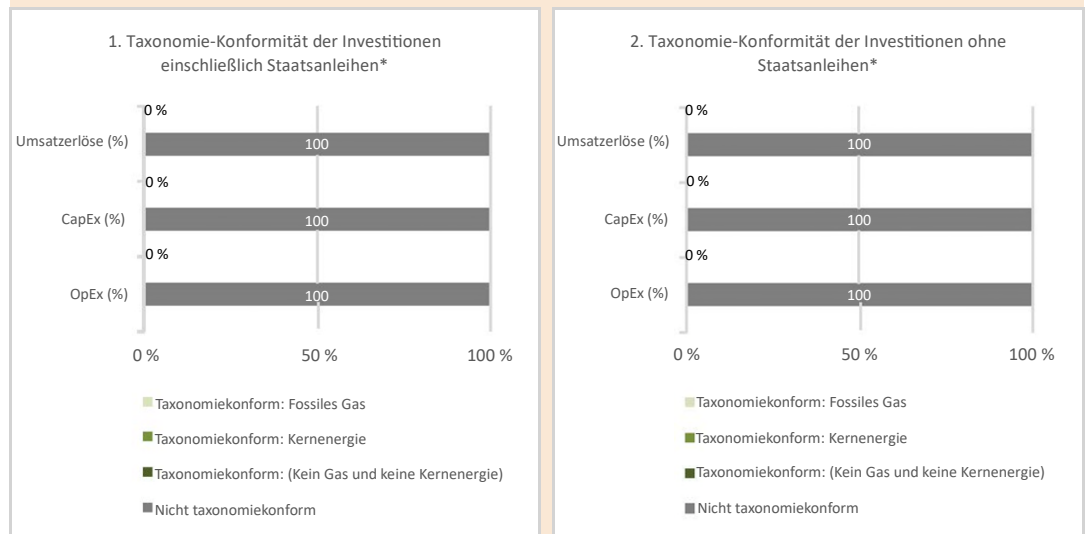 1. Taxonomie-Konformität der Investitionen
einschließlich Staatsanleihen*
0 %
Umsatzerlöse (%)
100
0 %
CapEx (%)
100
0 %
OpEx (%)
100
0 %
50 %
100 %
Taxonomiekonform: Fossiles Gas
Taxonomiekonform: Kernenergie
Taxonomiekonform: (Kein Gas und keine Kernenergie)
Nicht taxonomiekonform
2. Taxonomie-Konformität der Investitionen ohne
Staatsanleihen*
0 %
Umsatzerlöse (%)
100
0 %
CapEx (%)
100
0 %
OpEx (%)
100
0 %
50 %
100 %
Taxonomiekonform: Fossiles Gas
Taxonomiekonform: Kernenergie
Taxonomiekonform: (Kein Gas und keine Kernenergie)
Nicht taxonomiekonform